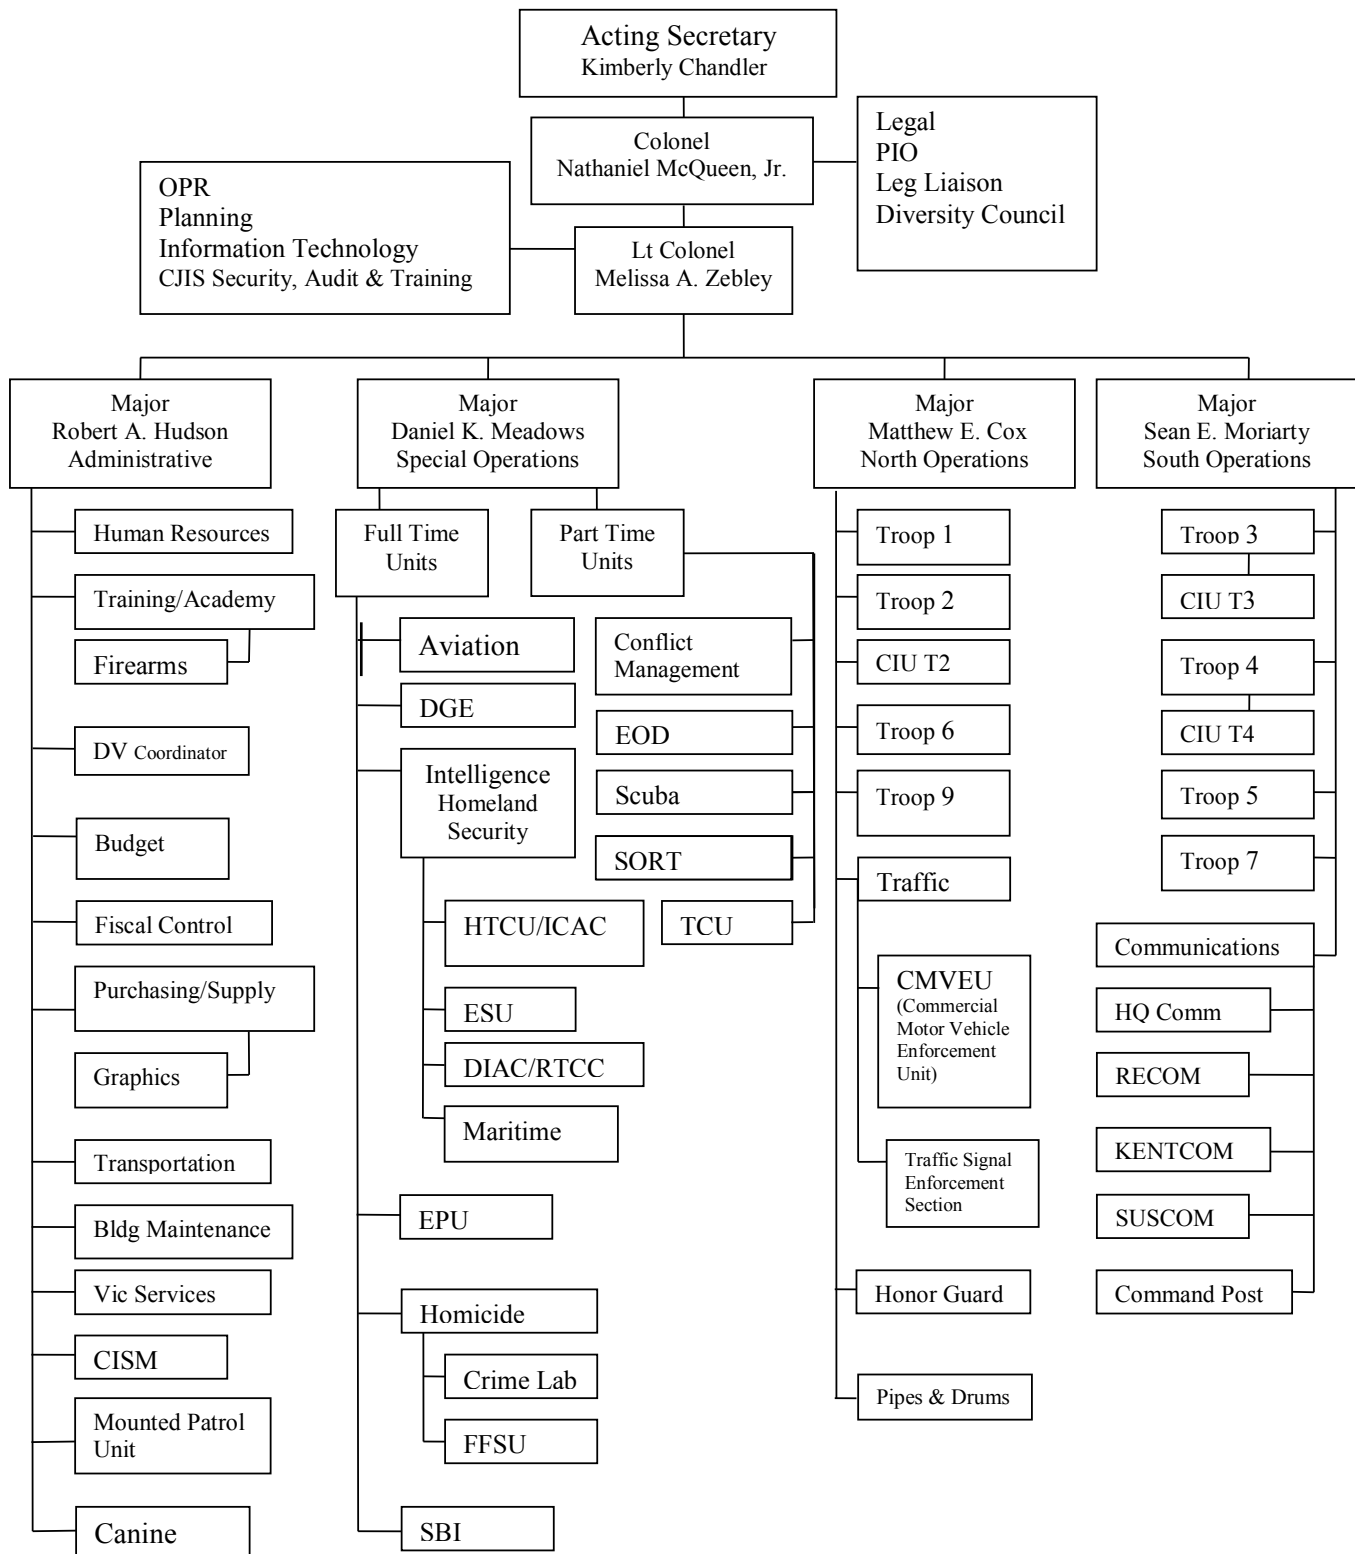 Acting Secretary
Kimberly Chandler
Colonel
Nathaniel McQueen, Jr.
Legal
PIO
Leg Liaison
Diversity Council
OPR
Planning
Information Technology
CJIS Security, Audit & Training
Lt Colonel
Melissa A. Zebley
Major
Robert A. Hudson
Administrative
Human Resources
Training/Academy
Firearms
DV Coordinator
Budget
Fiscal Control
Purchasing/Supply
Graphics
Transportation
Bldg Maintenance
Vic Services
CISM
Mounted Patrol
Unit
Canine
Major
Daniel K. Meadows
Special Operations
Full Time
Units
Aviation
DGE
Intelligence
Homeland
Security
HTCU/ICAC
ESU
DIAC/RTCC
Maritime
EPU
Homicide
Crime Lab
FFSU
SBI
Part Time
Units
Conflict
Management
EOD
Scuba
SORT
TCU
Major
Matthew E. Cox
North Operations
Troop 1
Troop 2
CIU T2
Troop 6
Troop 9
Traffic
CMVEU
(Commercial
Motor Vehicle
Enforcement
Unit)
Traffic Signal
Enforcement
Section
Honor Guard
Pipes & Drums
Major
Sean E. Moriarty
South Operations
Troop 3
CIU T3
Troop 4
CIU T4
Troop 5
Troop 7
Communications
HQ Comm
RECOM
KENTCOM
SUSCOM
Command Post